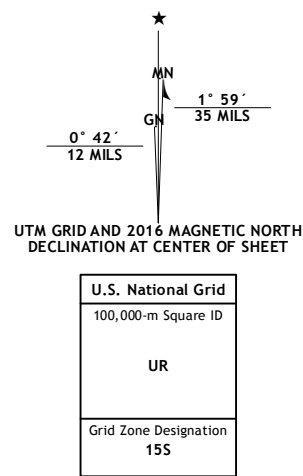 ★
MN
1° 59´
35 MILS
GN
0° 42´
12 MILS
UTM GRID AND 2016 MAGNETIC NORTH
DECLINATION AT CENTER OF SHEET
U.S. National Grid
100,000-m Square ID
UR
Grid Zone Designation
15S